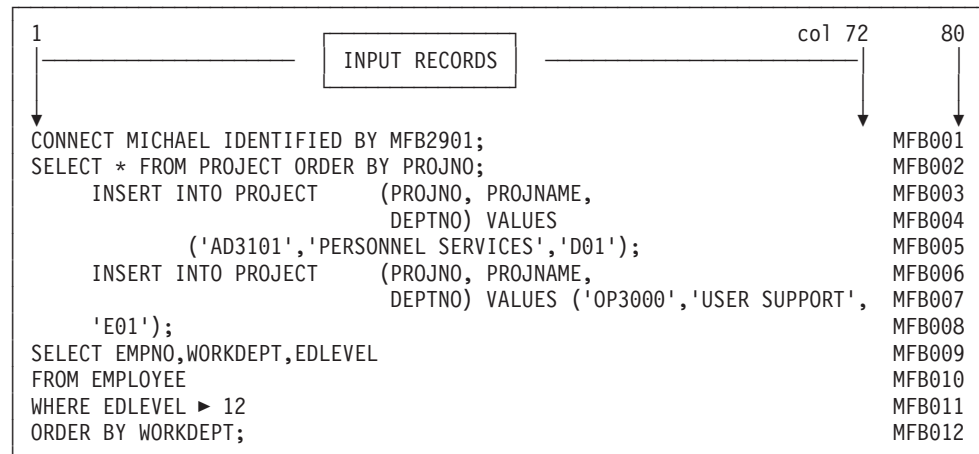 1 col 72 80
INPUT RECORDS
CONNECT MICHAEL IDENTIFIED BY MFB2901; MFB001
SELECT * FROM PROJECT ORDER BY PROJNO; MFB002
INSERT INTO PROJECT (PROJNO, PROJNAME, MFB003
DEPTNO) VALUES MFB004
('AD3101','PERSONNEL SERVICES','D01'); MFB005
INSERT INTO PROJECT (PROJNO, PROJNAME, MFB006
DEPTNO) VALUES ('OP3000','USER SUPPORT', MFB007
'E01'); MFB008
SELECT EMPNO,WORKDEPT,EDLEVEL MFB009
FROM EMPLOYEE MFB010
WHERE EDLEVEL ► 12 MFB011
ORDER BY WORKDEPT; MFB012